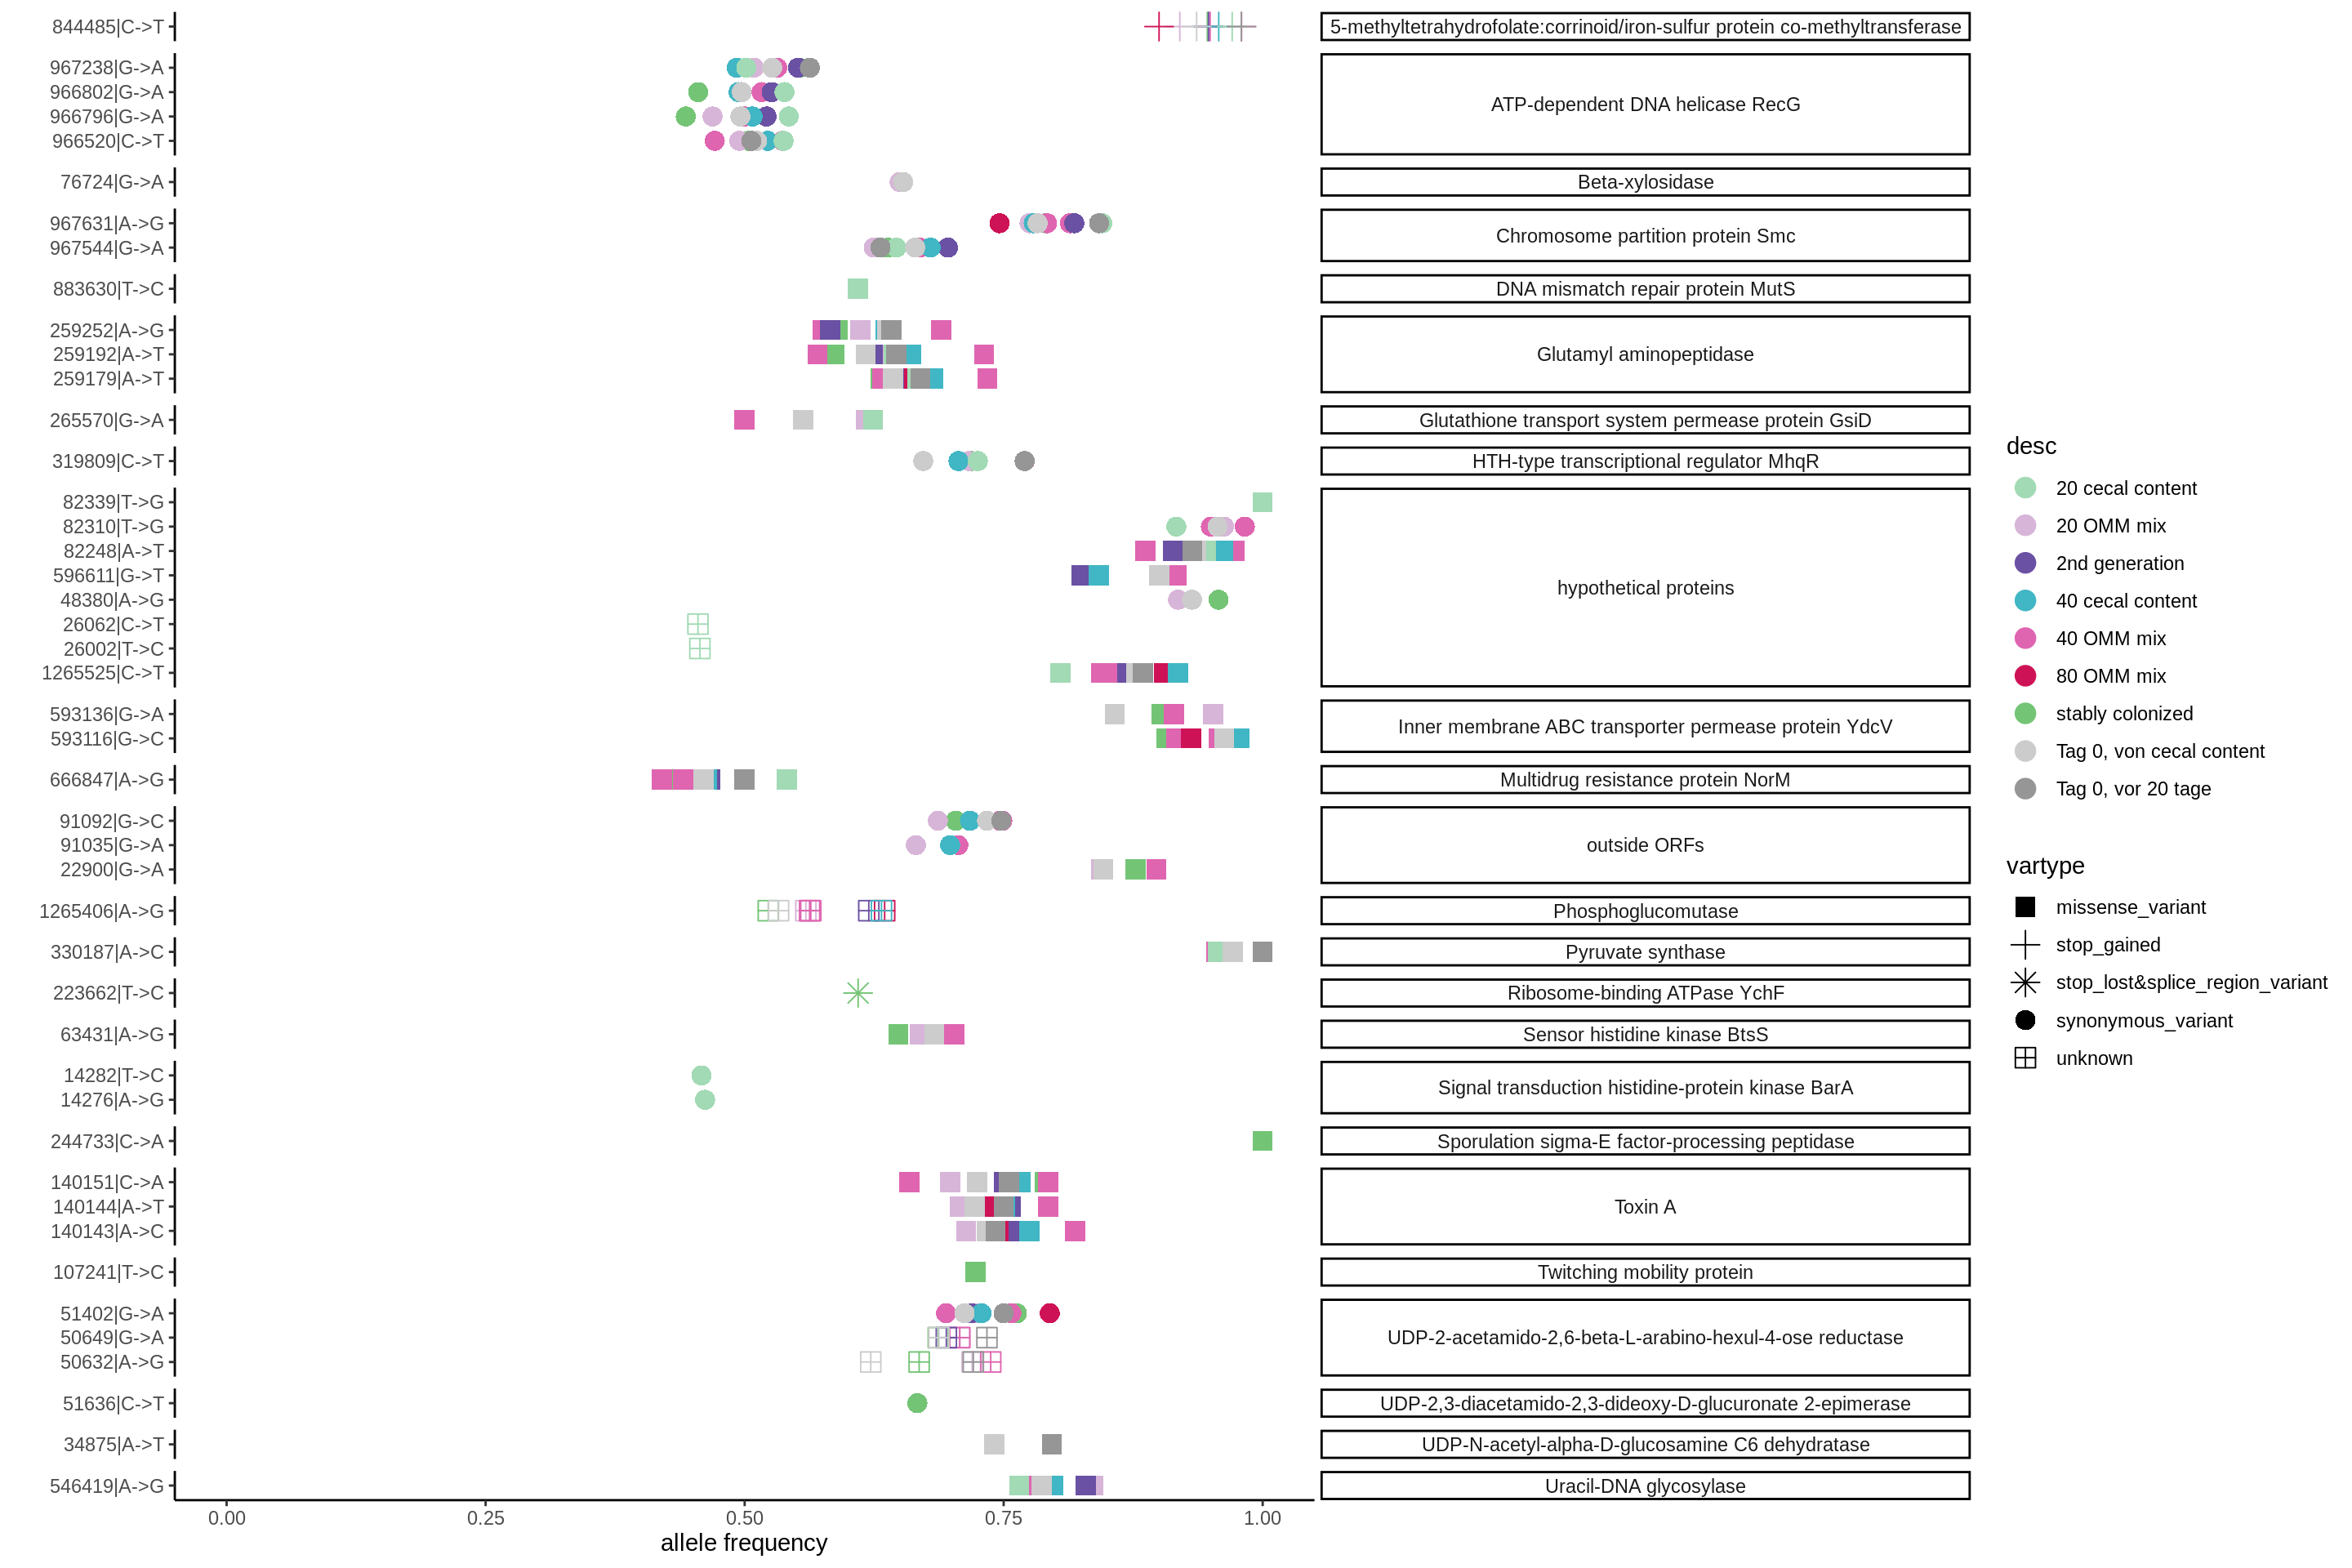 844485|C->T
5-methyltetrahydrofolate:corrinoid/iron-sulfur protein co-methyltransferase
967238|G->A
966802|G->A
966796|G->A
966520|C->T
ATP-dependent DNA helicase RecG
76724|G->A
Beta-xylosidase
967631|A->G
967544|G->A
Chromosome partition protein Smc
883630|T->C
DNA mismatch repair protein MutS
259252|A->G
259192|A->T
259179|A->T
Glutamyl aminopeptidase
265570|G->A
Glutathione transport system permease protein GsiD
319809|C->T
HTH-type transcriptional regulator MhqR
82339|T->G
82310|T->G
82248|A->T
596611|G->T
48380|A->G
26062|C->T
26002|T->C
1265525|C->T
hypothetical proteins
593136|G->A
593116|G->C
Inner membrane ABC transporter permease protein YdcV
666847|A->G
Multidrug resistance protein NorM
91092|G->C
91035|G->A
22900|G->A
outside ORFs
1265406|A->G
Phosphoglucomutase
330187|A->C
Pyruvate synthase
223662|T->C
Ribosome-binding ATPase YchF
63431|A->G
Sensor histidine kinase BtsS
14282|T->C
14276|A->G
Signal transduction histidine-protein kinase BarA
244733|C->A
Sporulation sigma-E factor-processing peptidase
140151|C->A
140144|A->T
140143|A->C
Toxin A
107241|T->C
Twitching mobility protein
51402|G->A
50649|G->A
50632|A->G
UDP-2-acetamido-2,6-beta-L-arabino-hexul-4-ose reductase
51636|C->T
UDP-2,3-diacetamido-2,3-dideoxy-D-glucuronate 2-epimerase
34875|A->T
UDP-N-acetyl-alpha-D-glucosamine C6 dehydratase
546419|A->G
Uracil-DNA glycosylase
0.00 0.25 0.50 0.75 1.00
allele frequency
desc
20 cecal content
20 OMM mix
2nd generation
40 cecal content
40 OMM mix
80 OMM mix
stably colonized
Tag 0, von cecal content
Tag 0, vor 20 tage
vartype
missense_variant
stop_gained
stop_lost&splice_region_variant
synonymous_variant
unknown